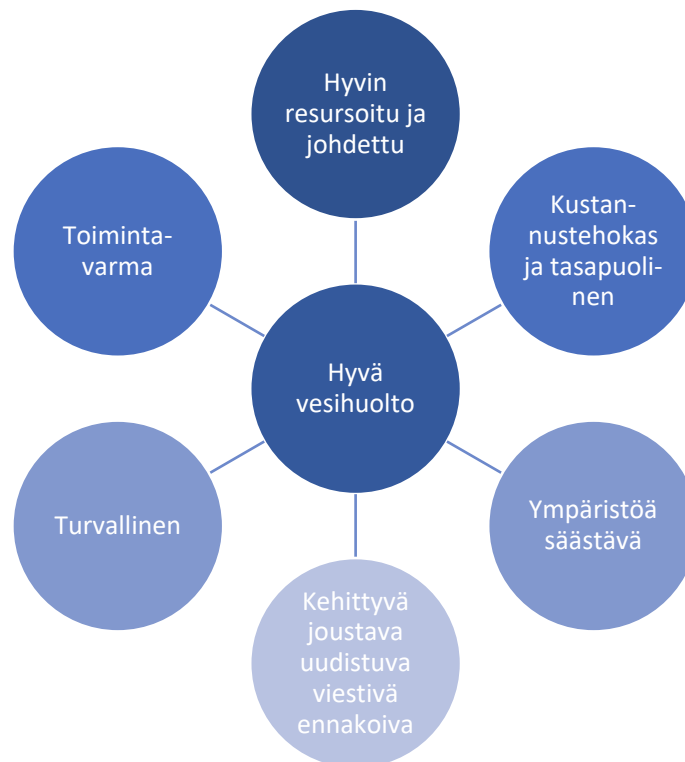 Hyvin
resursoitu ja
johdettu
Toiminta-
varma
Kustan-
nustehokas
ja tasapuoli-
nen
Hyvä
vesihuolto
Turvallinen
Ympäristöä
säästävä
Kehittyvä
joustava
uudistuva
viestivä
ennakoiva